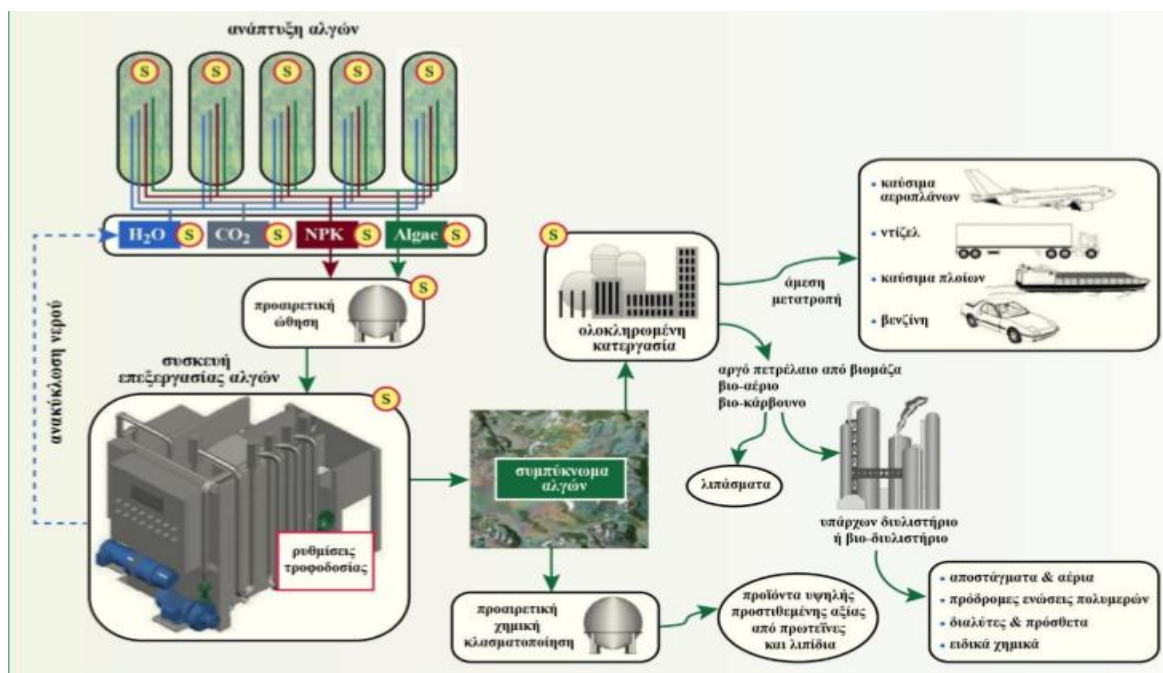 ανάπτυξη αλγών
S S S S S
H₂O S CO₂ S NPK S Algae S
προαιρετική
ώθηση
S
ανακύκλωση νερού
συσκευή
επεξεργασίας αλγών
S
ρυθμίσεις
τροφοδοσίας
συμπύκνωμα
αλγών
S
ολοκληρωμένη
κατεργασία
άμεση
μετατροπή
• καύσιμα
αεροπλάνων
• ντίζελ
• καύσιμα πλοίων
• βενζίνη
αργό πετρέλαιο από βιομάζα
βιο-αέριο
βιο-κάρβουνο
λιπάσματα
υπάρχων διυλιστήριο
ή βιο-διυλιστήριο
προαιρετική
χημική
κλασματοποίηση
προϊόντα υψηλής
προστιθεμένης αξίας
από πρωτεΐνες
και λιπίδια
• αποστάγματα & αέρια
• πρόδρομες ενώσεις πολυμερών
• διαλύτες & πρόσθετα
• ειδικά χημικά